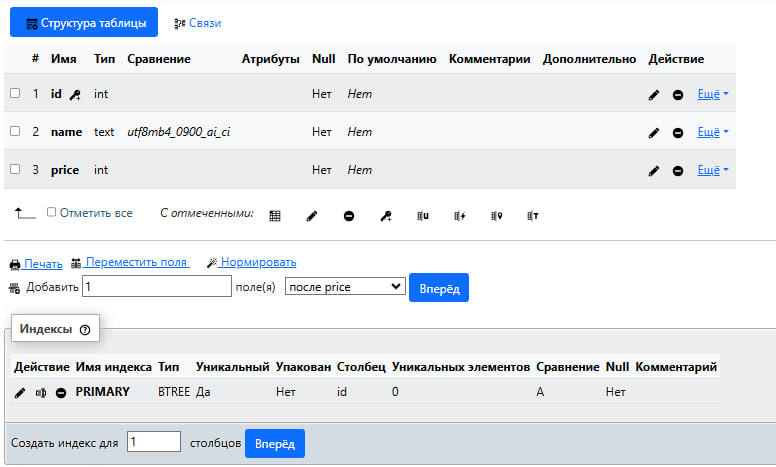 Структура таблицы Связи
# Имя Тип Сравнение Атрибуты Null По умолчанию Комментарии Дополнительно Действие
1 id int Нет Нет Ещё
2 name text utf8mb4_0900_ai_ci Нет Нет Ещё
3 price int Нет Нет Ещё
Отметить все С отмеченными:
Печать Переместить поля Нормировать
Добавить 1 поле(я) после price Вперёд
Индексы
Действие Имя индекса Тип Уникальный Упакован Столбец Уникальных элементов Сравнение Null Комментарий
PRIMARY BTREE Да Нет id 0 A Нет
Создать индекс для 1 столбцов Вперёд